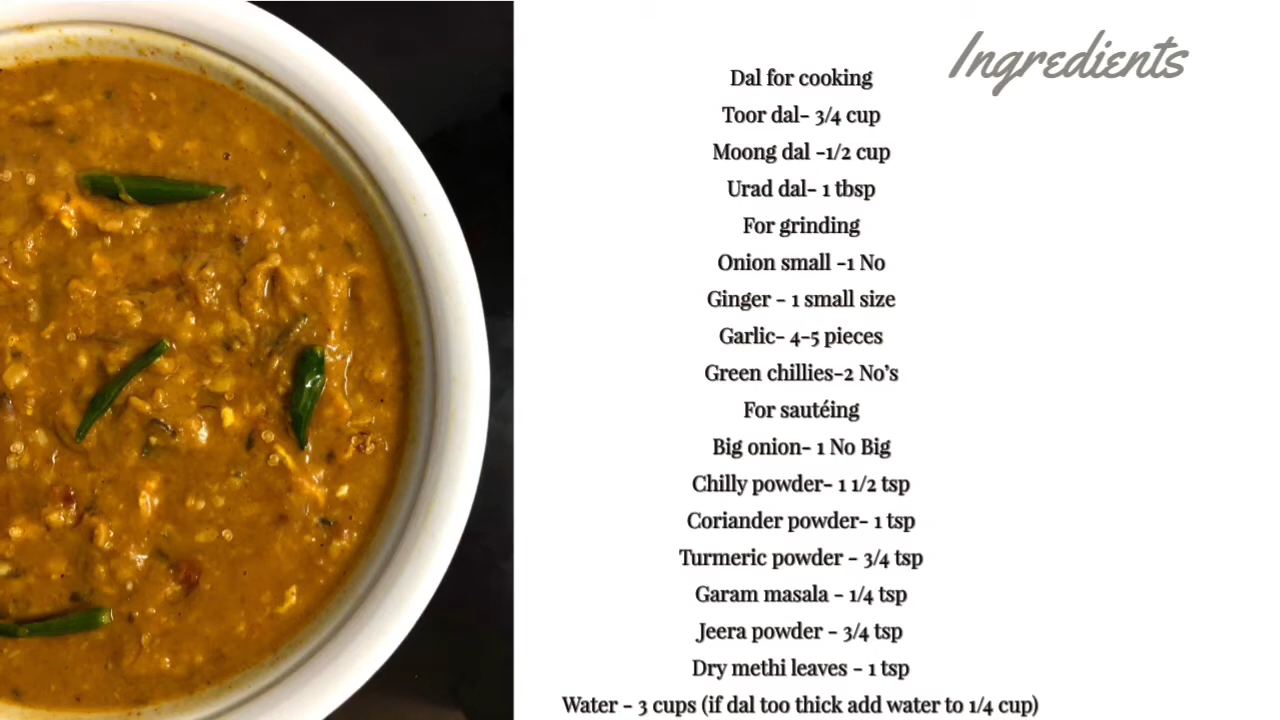 Ingredients
Dal for cooking
Toor dal- 3/4 cup
Moong dal -1/2 cup
Urad dal- 1 tbsp
For grinding
Onion small -1 No
Ginger - 1 small size
Garlic- 4-5 pieces
Green chillies-2 No’s
For sautéing
Big onion- 1 No Big
Chilly powder- 1 1/2 tsp
Coriander powder- 1 tsp
Turmeric powder - 3/4 tsp
Garam masala - 1/4 tsp
Jeera powder - 3/4 tsp
Dry methi leaves - 1 tsp
Water - 3 cups (if dal too thick add water to 1/4 cup)